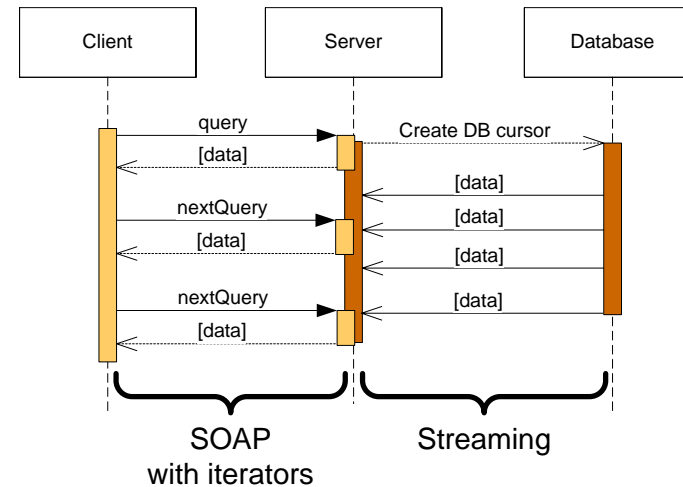 Client
Server
Database
query
Create DB cursor
[data]
[data]
nextQuery
[data]
[data]
[data]
nextQuery
[data]
[data]
SOAP
with iterators
Streaming